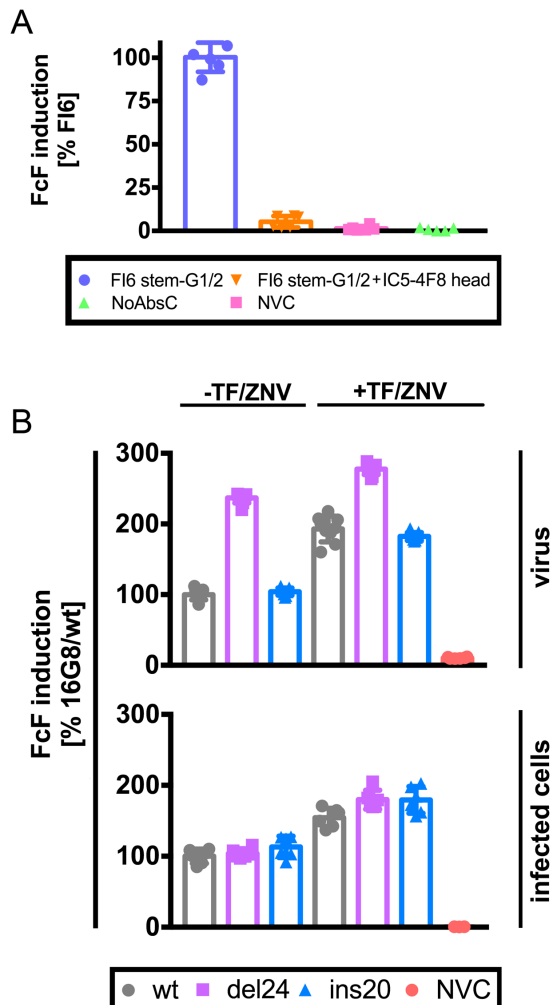 A
FcF induction
[% FI6]
100
75
50
25
0
FI6 stem-G1/2
FI6 stem-G1/2+IC5-4F8 head
NoAbsC
NVC
-TF/ZNV
+TF/ZNV
B
FcF induction
[% 16G8/wt]
300
200
100
0
virus
300
200
100
0
infected cells
wt
del24
ins20
NVC